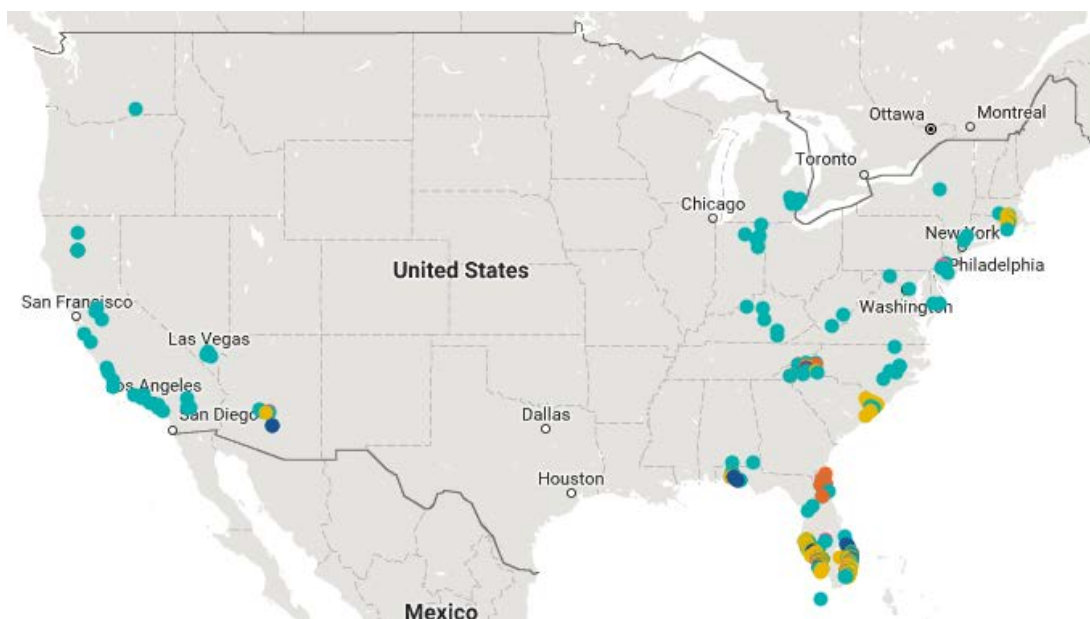 Ottawa
Montreal
Toronto
Chicago
New York
United States
Philadelphia
San Francisco
Washington
Las Vegas
Los Angeles
San Diego
Dallas
Houston
Mexico